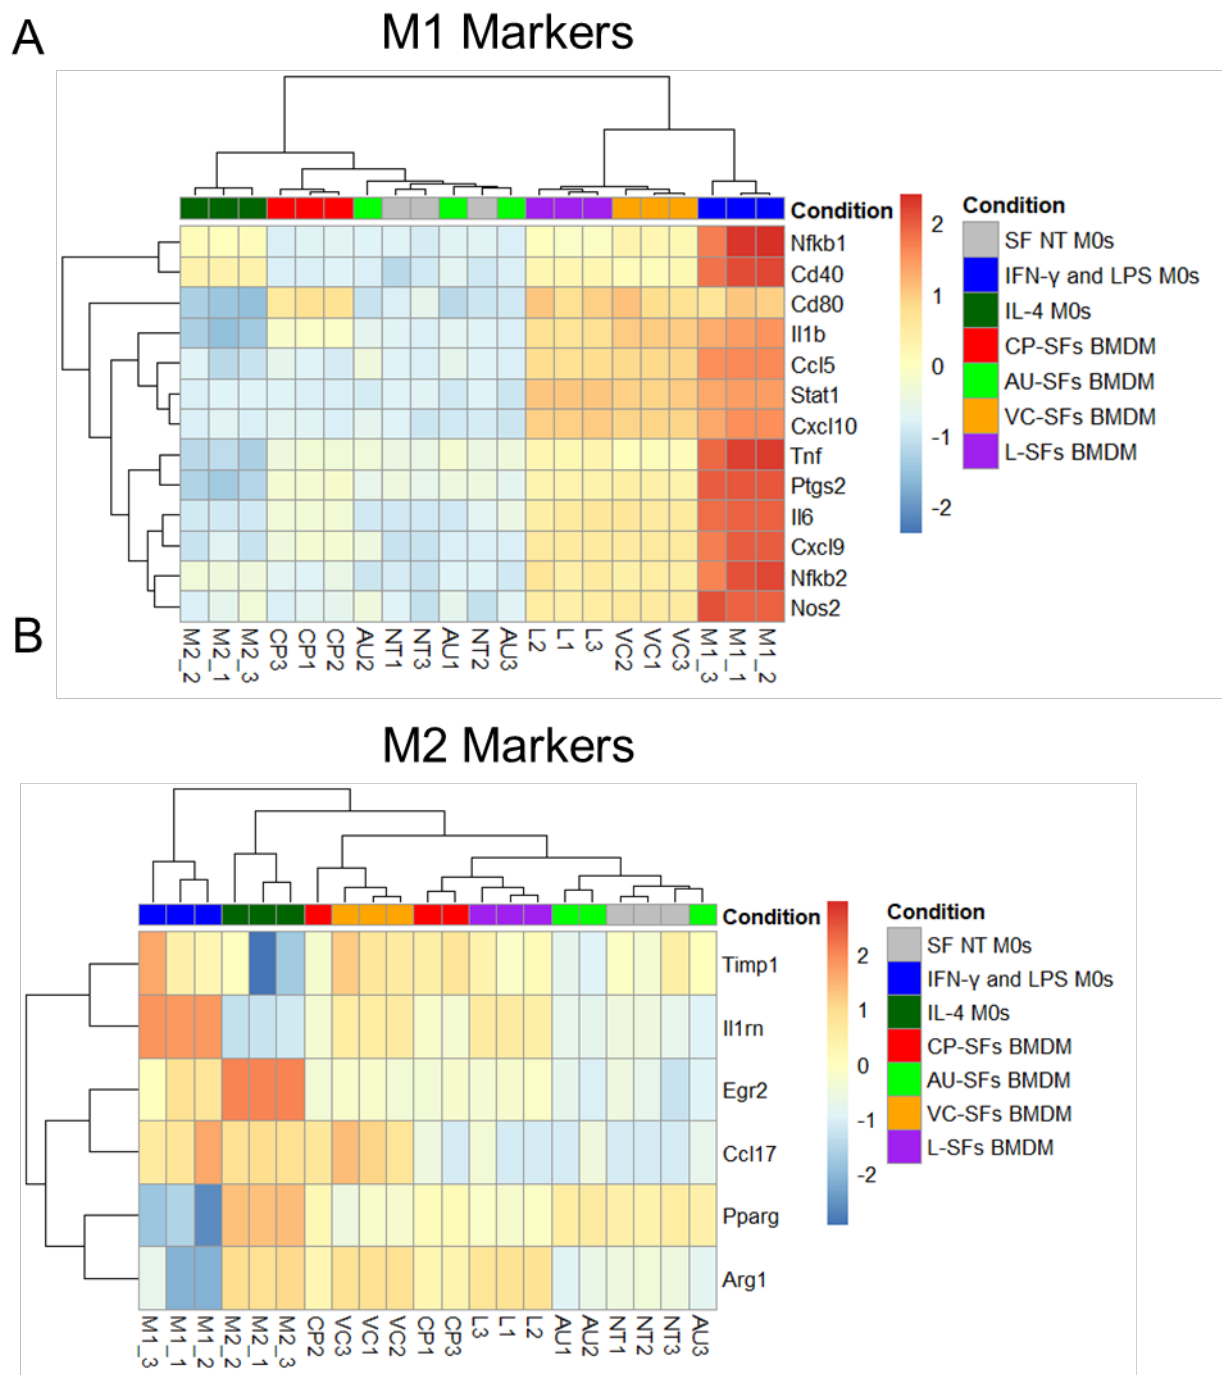 A
M1 Markers
Condition
Nfkb1
Cd40
Cd80
Il1b
Ccl5
Stat1
Cxcl10
Tnf
Ptgs2
Il6
Cxcl9
Nfkb2
Nos2
2
1
0
-1
-2
Condition
SF NT M0s
IFN-γ and LPS M0s
IL-4 M0s
CP-SFs BMDM
AU-SFs BMDM
VC-SFs BMDM
L-SFs BMDM
M2_2 M2_1 M2_3 CP3 CP1 CP2 AU2 NT1 NT3 AU1 NT2 AU3 L2 L1 L3 VC2 VC1 VC3 M1_3 M1_1 M1_2
B
M2 Markers
Condition
Timp1
Il1rn
Egr2
Ccl17
Pparg
Arg1
2
1
0
-1
-2
Condition
SF NT M0s
IFN-γ and LPS M0s
IL-4 M0s
CP-SFs BMDM
AU-SFs BMDM
VC-SFs BMDM
L-SFs BMDM
M1_3 M1_1 M1_2 M2_2 M2_1 M2_3 CP2 VC3 VC1 VC2 CP1 CP3 L3 L1 L2 AU1 AU2 NT1 NT2 NT3 AU3